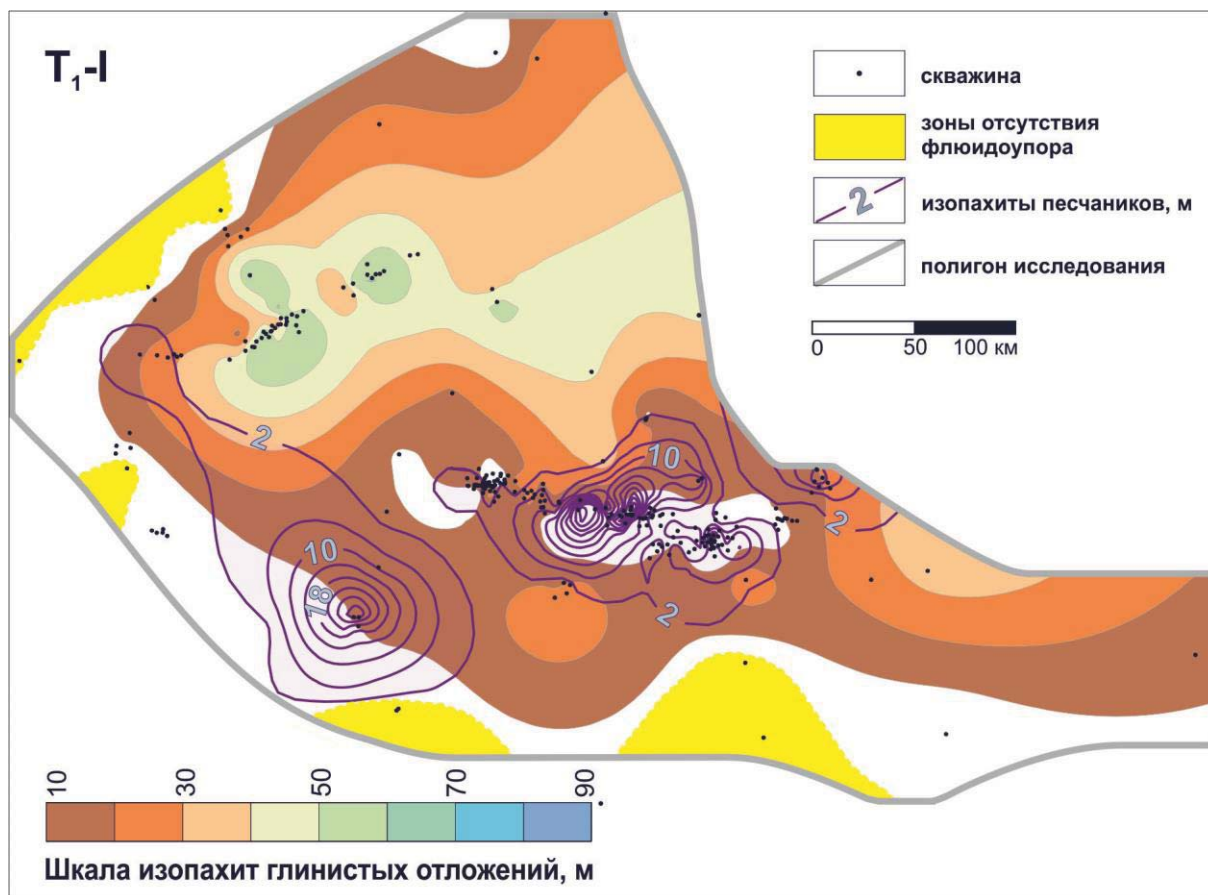 T₁-I
скважина
зоны отсутствия
флюидоупора
2
изопахиты песчаников, м
полигон исследования
0 50 100 км
2
10
2
10
18
2
10 30 50 70 90
Шкала изопахит глинистых отложений, м